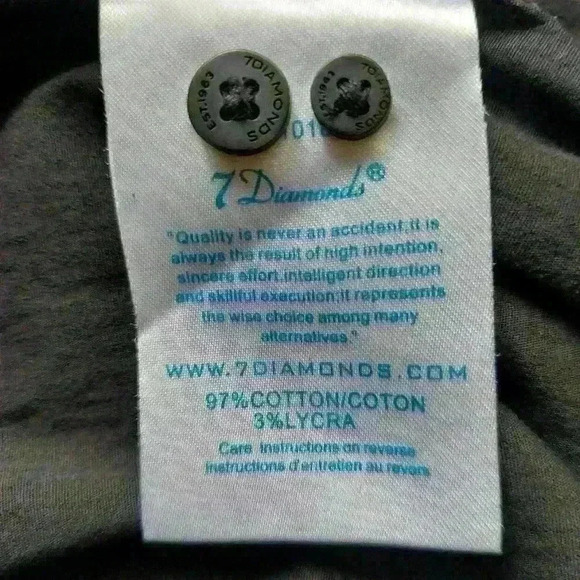 7DIAMONDS EST.1963
7DIAMONDS EST.1963
7 Diamonds®
"Quality is never an accident;it is
always the result of high intention,
sincere effort,intelligent direction
and skillful execution;it represents
the wise choice among many
alternatives."
WWW.7DIAMONDS.COM
97%COTTON/COTON
3%LYCRA
Care Instructions on reverse
Instructions d'entretien au revers